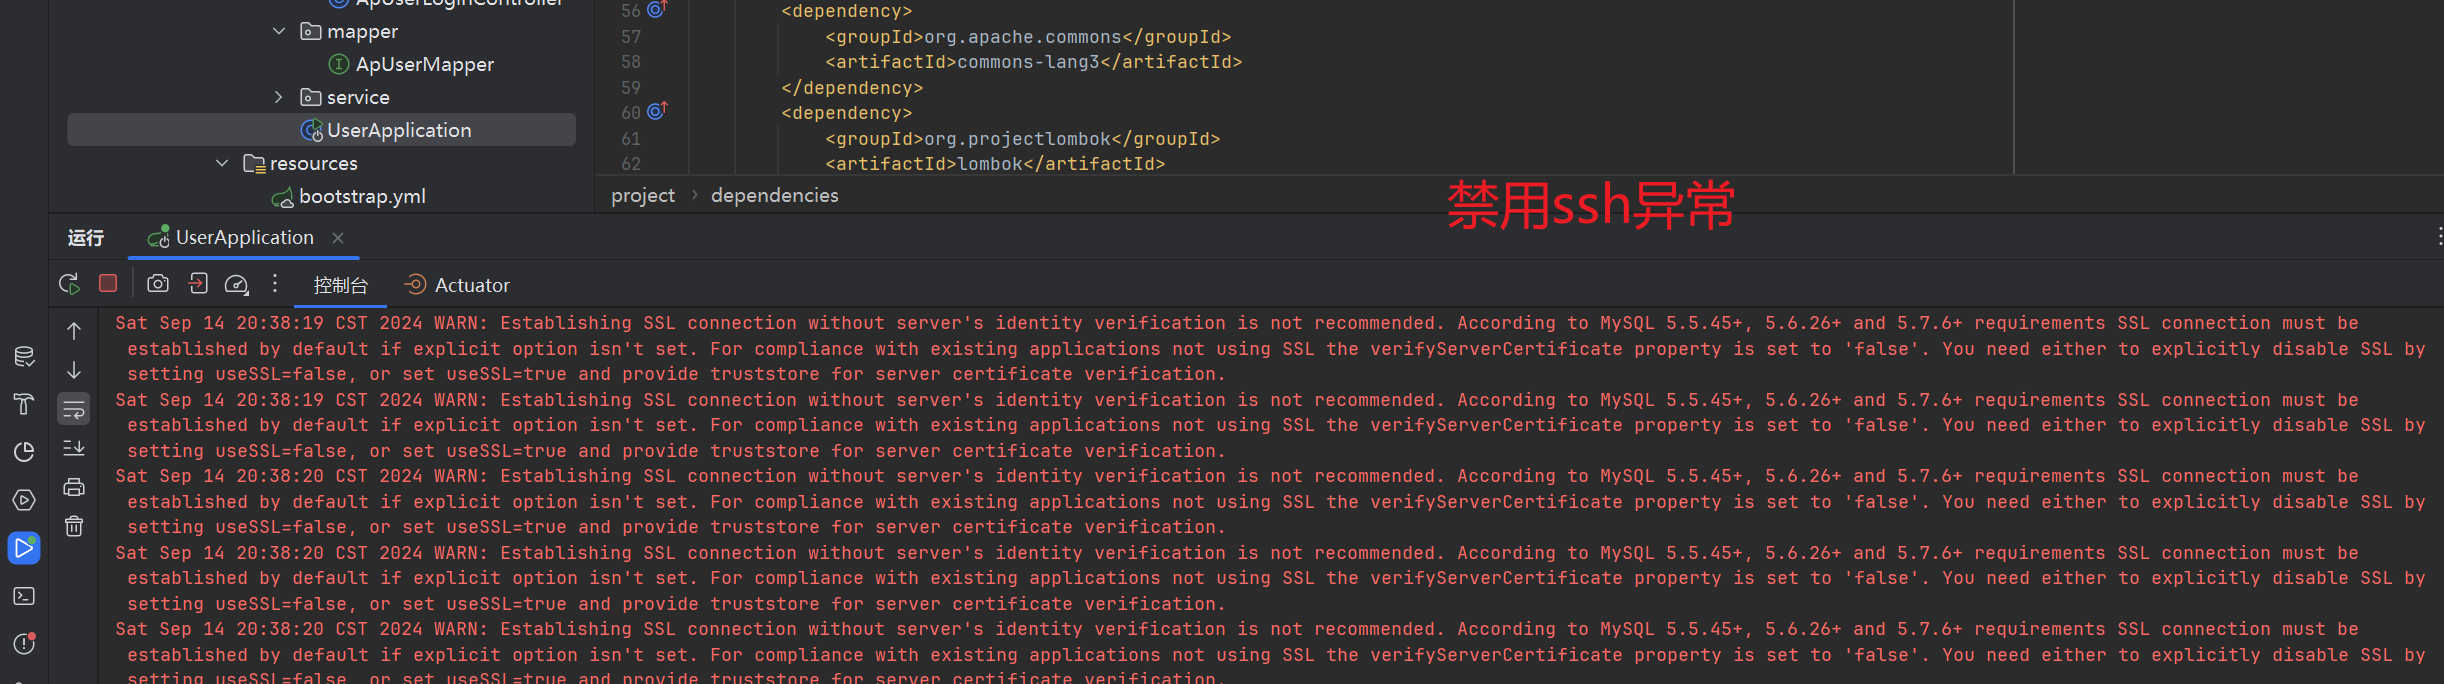 ApUserLoginController
mapper
ApUserMapper
service
UserApplication
resources
bootstrap.yml
56 <dependency>
57 <groupId>org.apache.commons</groupId>
58 <artifactId>commons-lang3</artifactId>
59 </dependency>
60 <dependency>
61 <groupId>org.projectlombok</groupId>
62 <artifactId>lombok</artifactId>
project › dependencies
禁用ssh异常
运行 UserApplication ×
控制台 Actuator
Sat Sep 14 20:38:19 CST 2024 WARN: Establishing SSL connection without server's identity verification is not recommended. According to MySQL 5.5.45+, 5.6.26+ and 5.7.6+ requirements SSL connection must be
established by default if explicit option isn't set. For compliance with existing applications not using SSL the verifyServerCertificate property is set to 'false'. You need either to explicitly disable SSL by
setting useSSL=false, or set useSSL=true and provide truststore for server certificate verification.
Sat Sep 14 20:38:19 CST 2024 WARN: Establishing SSL connection without server's identity verification is not recommended. According to MySQL 5.5.45+, 5.6.26+ and 5.7.6+ requirements SSL connection must be
established by default if explicit option isn't set. For compliance with existing applications not using SSL the verifyServerCertificate property is set to 'false'. You need either to explicitly disable SSL by
setting useSSL=false, or set useSSL=true and provide truststore for server certificate verification.
Sat Sep 14 20:38:20 CST 2024 WARN: Establishing SSL connection without server's identity verification is not recommended. According to MySQL 5.5.45+, 5.6.26+ and 5.7.6+ requirements SSL connection must be
established by default if explicit option isn't set. For compliance with existing applications not using SSL the verifyServerCertificate property is set to 'false'. You need either to explicitly disable SSL by
setting useSSL=false, or set useSSL=true and provide truststore for server certificate verification.
Sat Sep 14 20:38:20 CST 2024 WARN: Establishing SSL connection without server's identity verification is not recommended. According to MySQL 5.5.45+, 5.6.26+ and 5.7.6+ requirements SSL connection must be
established by default if explicit option isn't set. For compliance with existing applications not using SSL the verifyServerCertificate property is set to 'false'. You need either to explicitly disable SSL by
setting useSSL=false, or set useSSL=true and provide truststore for server certificate verification.
Sat Sep 14 20:38:20 CST 2024 WARN: Establishing SSL connection without server's identity verification is not recommended. According to MySQL 5.5.45+, 5.6.26+ and 5.7.6+ requirements SSL connection must be
established by default if explicit option isn't set. For compliance with existing applications not using SSL the verifyServerCertificate property is set to 'false'. You need either to explicitly disable SSL by
setting useSSL=false, or set useSSL=true and provide truststore for server certificate verification.